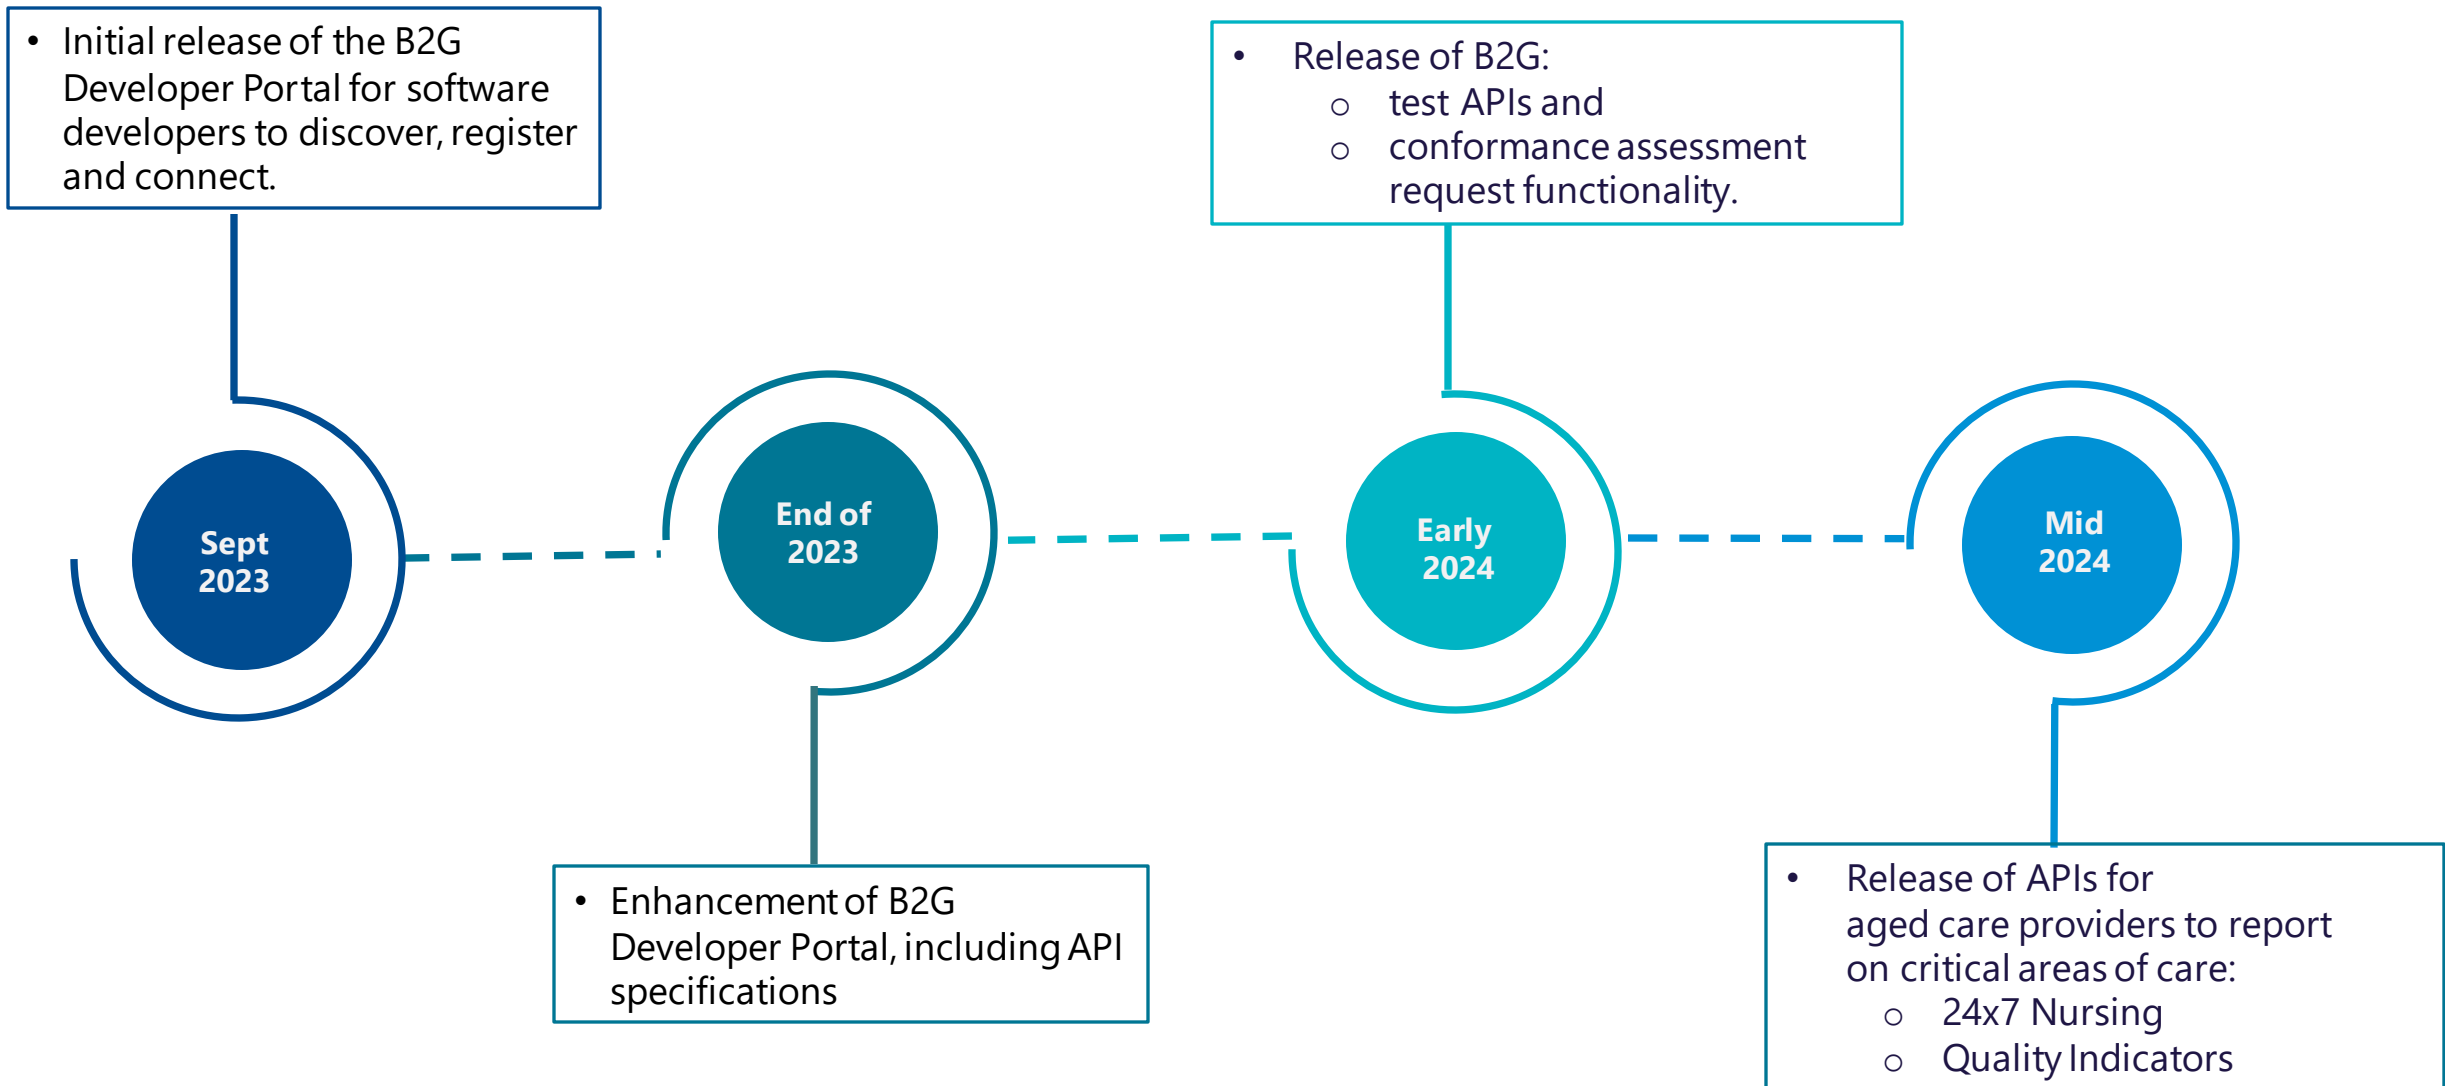 • Initial release of the B2G
Developer Portal for software
developers to discover, register
and connect.
• Release of B2G:
o test APIs and
o conformance assessment
request functionality.
Sept
2023
End of
2023
Early
2024
Mid
2024
• Enhancement of B2G
Developer Portal, including API
specifications
• Release of APIs for
aged care providers to report
on critical areas of care:
o 24x7 Nursing
o Quality Indicators